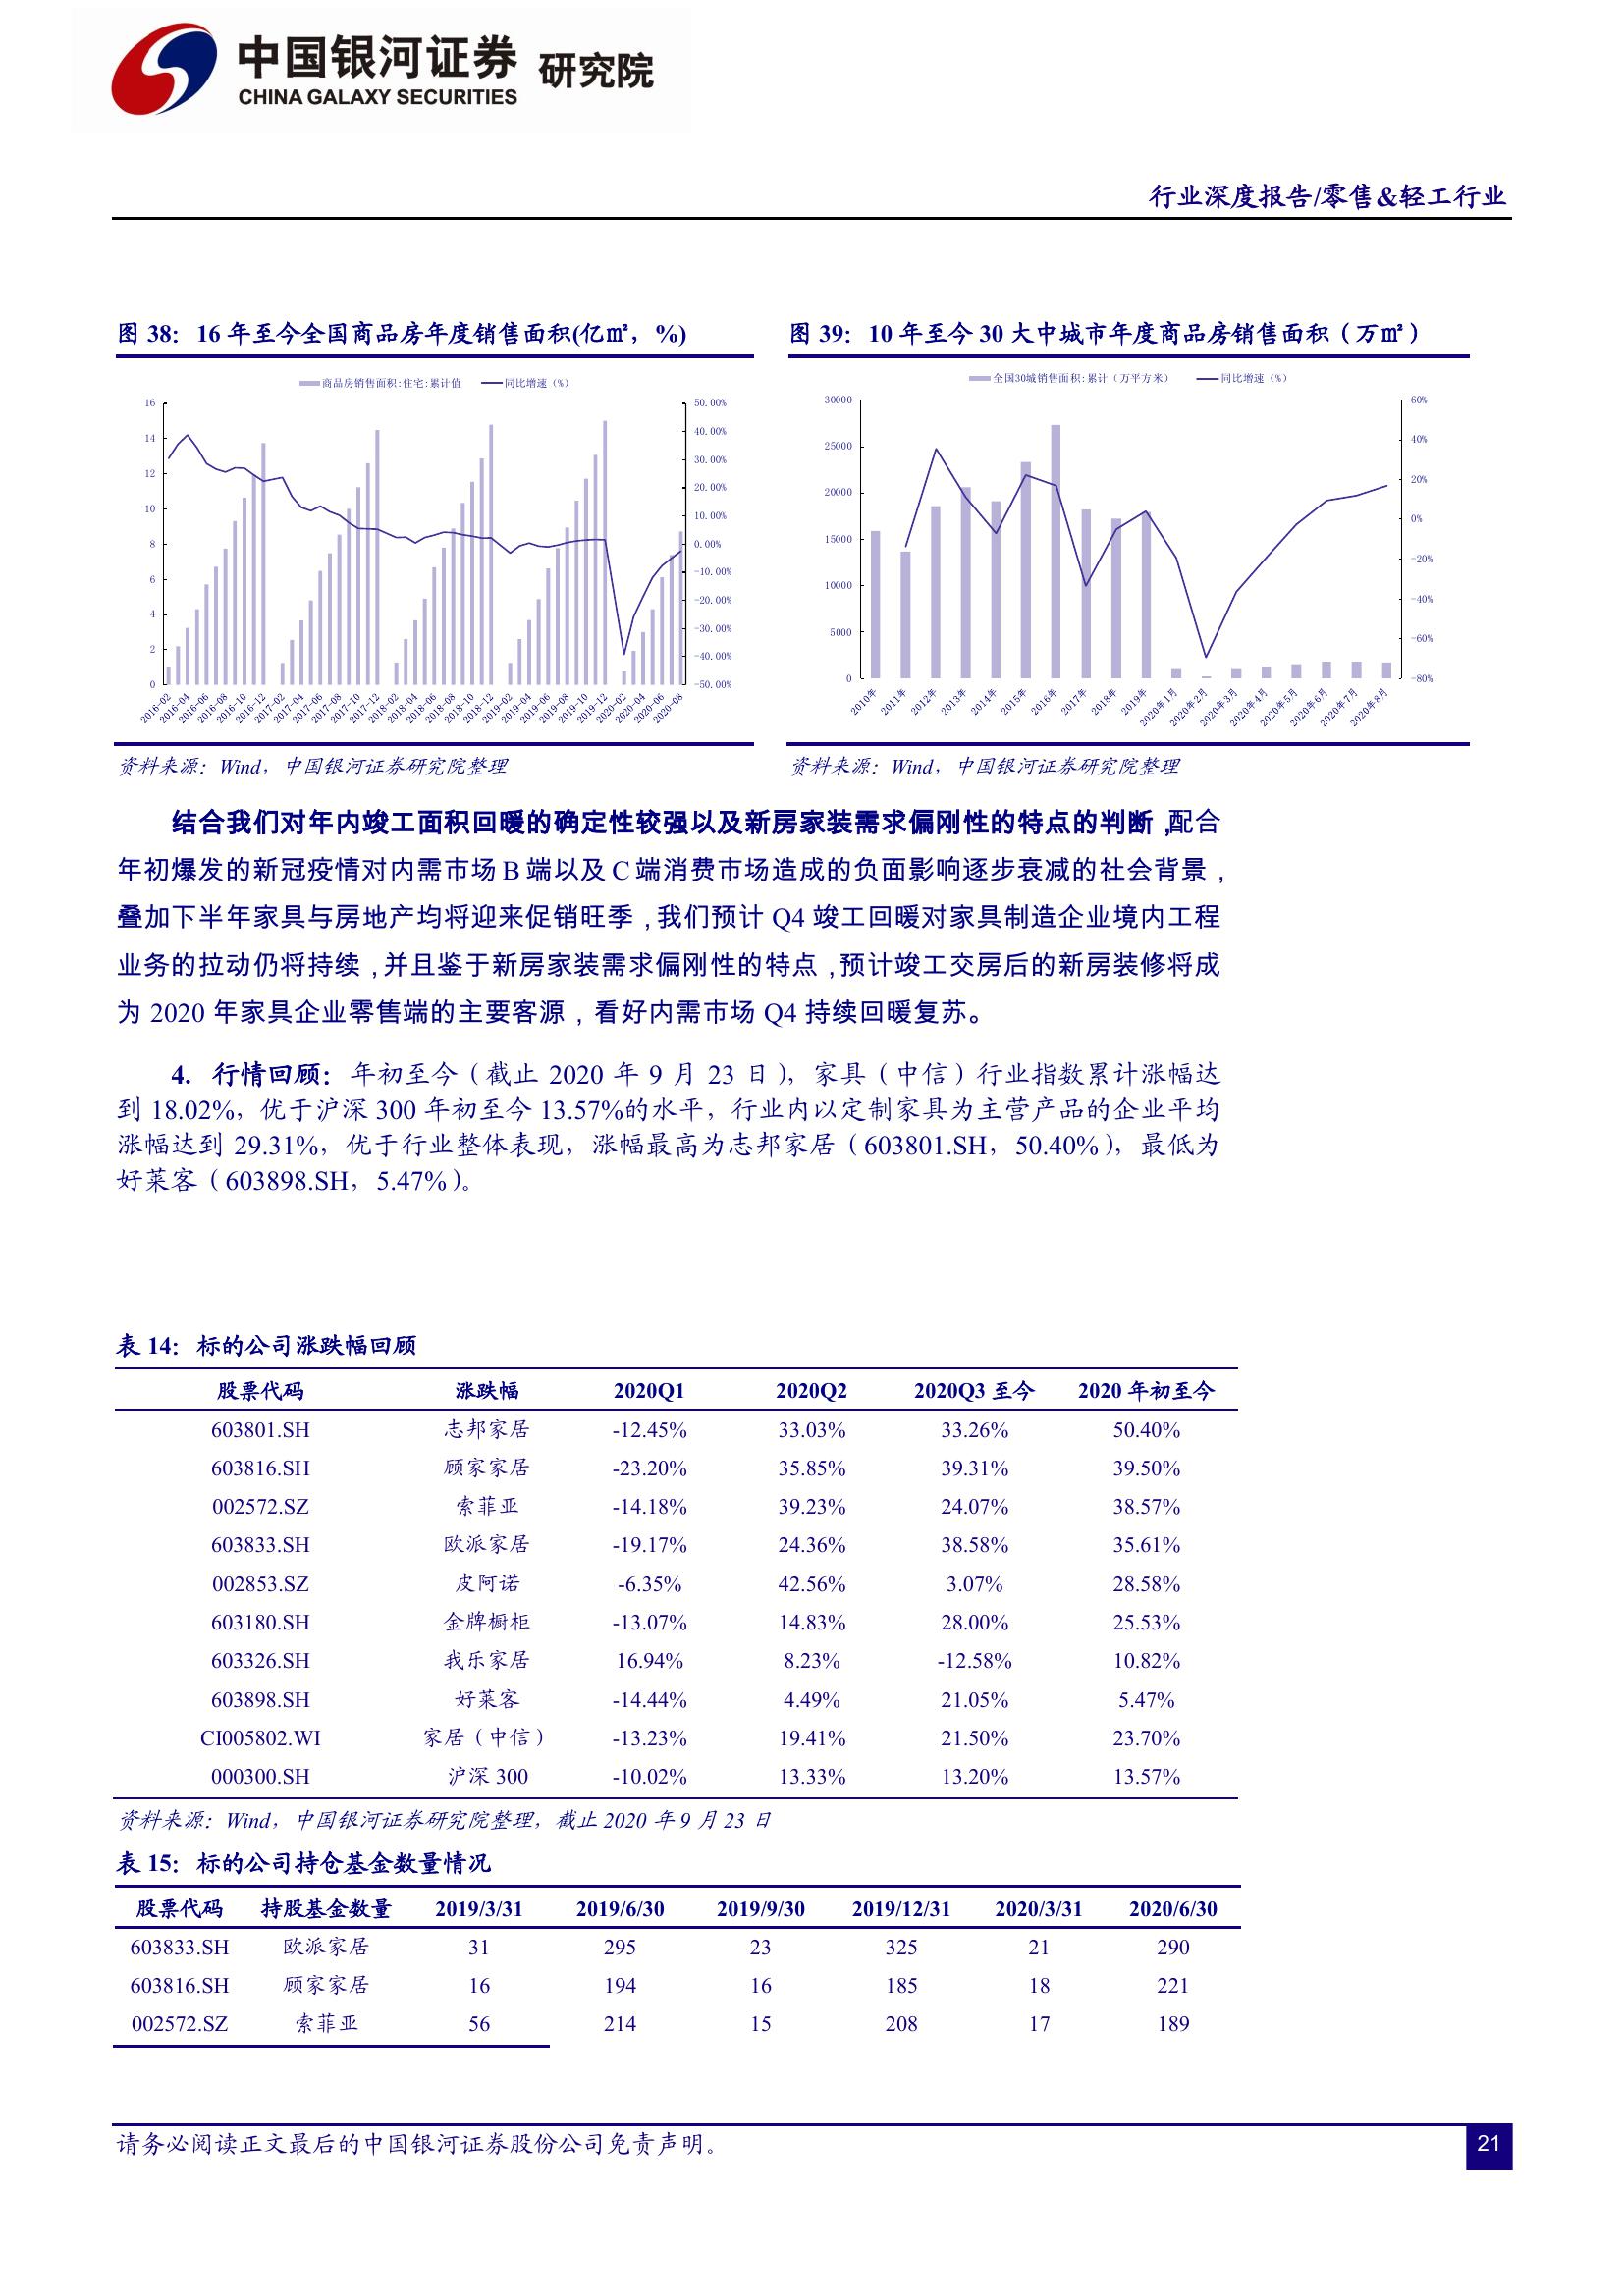 中国银河证券 研究院
CHINA GALAXY SECURITIES
行业深度报告/零售&轻工行业
图 38：16 年至今全国商品房年度销售面积(亿㎡，%)
商品房销售面积:住宅:累计值 同比增速（%）
16
14
12
10
8
6
4
2
0
50.00%
40.00%
30.00%
20.00%
10.00%
0.00%
-10.00%
-20.00%
-30.00%
-40.00%
-50.00%
2016-02 2016-04 2016-06 2016-08 2016-10 2016-12 2017-02 2017-04 2017-06 2017-08 2017-10 2017-12 2018-02 2018-04 2018-06 2018-08 2018-10 2018-12 2019-02 2019-04 2019-06 2019-08 2019-10 2019-12 2020-02 2020-04 2020-06 2020-08
资料来源：Wind，中国银河证券研究院整理
图 39：10 年至今 30 大中城市年度商品房销售面积（万㎡）
全国30城销售面积:累计（万平方米） 同比增速（%）
30000
25000
20000
15000
10000
5000
0
60%
40%
20%
0%
-20%
-40%
-60%
-80%
2010年 2011年 2012年 2013年 2014年 2015年 2016年 2017年 2018年 2019年 2020年1月 2020年2月 2020年3月 2020年4月 2020年5月 2020年6月 2020年7月 2020年8月
资料来源：Wind，中国银河证券研究院整理
结合我们对年内竣工面积回暖的确定性较强以及新房家装需求偏刚性的特点的判断，配合
年初爆发的新冠疫情对内需市场 B 端以及 C 端消费市场造成的负面影响逐步衰减的社会背景，
叠加下半年家具与房地产均将迎来促销旺季，我们预计 Q4 竣工回暖对家具制造企业境内工程
业务的拉动仍将持续，并且鉴于新房家装需求偏刚性的特点，预计竣工交房后的新房装修将成
为 2020 年家具企业零售端的主要客源，看好内需市场 Q4 持续回暖复苏。
4. 行情回顾：年初至今（截止 2020 年 9 月 23 日），家具（中信）行业指数累计涨幅达
到 18.02%，优于沪深 300 年初至今 13.57%的水平，行业内以定制家具为主营产品的企业平均
涨幅达到 29.31%，优于行业整体表现，涨幅最高为志邦家居（603801.SH，50.40%），最低为
好莱客（603898.SH，5.47%）。
表 14：标的公司涨跌幅回顾
股票代码 涨跌幅 2020Q1 2020Q2 2020Q3 至今 2020 年初至今
603801.SH 志邦家居 -12.45% 33.03% 33.26% 50.40%
603816.SH 顾家家居 -23.20% 35.85% 39.31% 39.50%
002572.SZ 索菲亚 -14.18% 39.23% 24.07% 38.57%
603833.SH 欧派家居 -19.17% 24.36% 38.58% 35.61%
002853.SZ 皮阿诺 -6.35% 42.56% 3.07% 28.58%
603180.SH 金牌橱柜 -13.07% 14.83% 28.00% 25.53%
603326.SH 我乐家居 16.94% 8.23% -12.58% 10.82%
603898.SH 好莱客 -14.44% 4.49% 21.05% 5.47%
CI005802.WI 家居（中信） -13.23% 19.41% 21.50% 23.70%
000300.SH 沪深 300 -10.02% 13.33% 13.20% 13.57%
资料来源：Wind，中国银河证券研究院整理，截止 2020 年 9 月 23 日
表 15：标的公司持仓基金数量情况
股票代码 持股基金数量 2019/3/31 2019/6/30 2019/9/30 2019/12/31 2020/3/31 2020/6/30
603833.SH 欧派家居 31 295 23 325 21 290
603816.SH 顾家家居 16 194 16 185 18 221
002572.SZ 索菲亚 56 214 15 208 17 189
请务必阅读正文最后的中国银河证券股份公司免责声明。
21